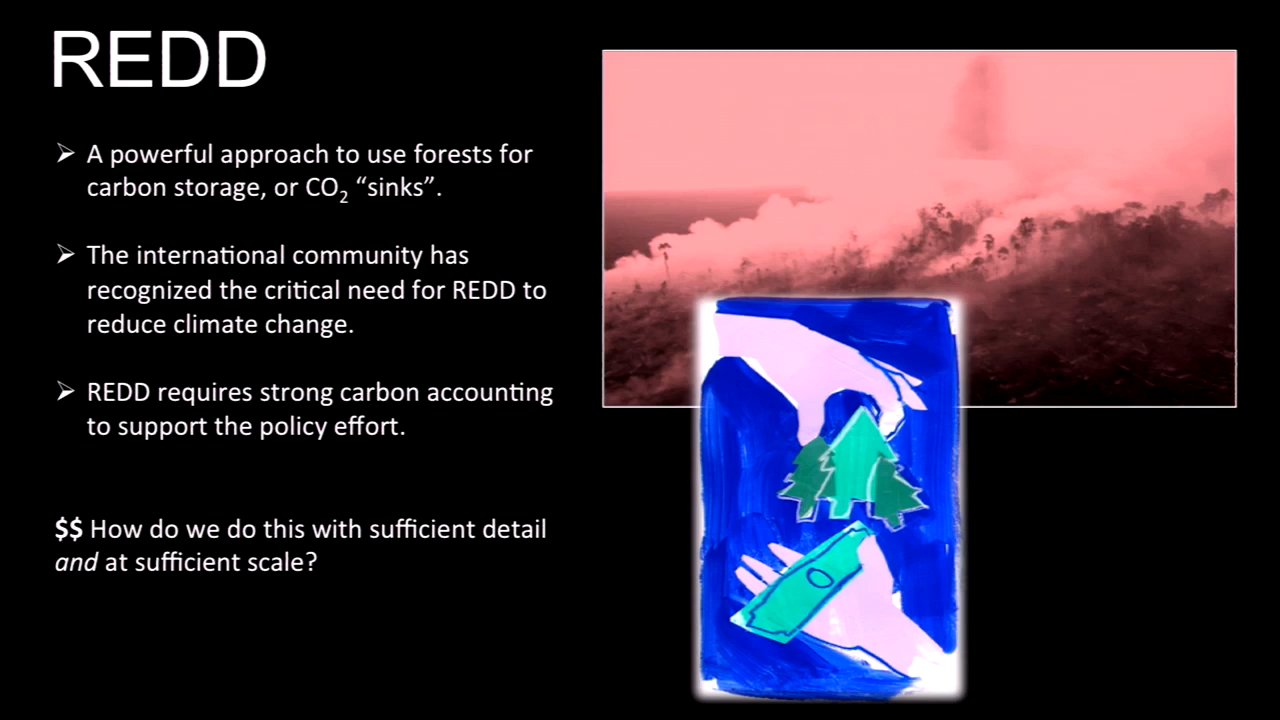 REDD
➢ A powerful approach to use forests for
carbon storage, or CO₂ “sinks”.
➢ The international community has
recognized the critical need for REDD to
reduce climate change.
➢ REDD requires strong carbon accounting
to support the policy effort.
$$ How do we do this with sufficient detail
and at sufficient scale?